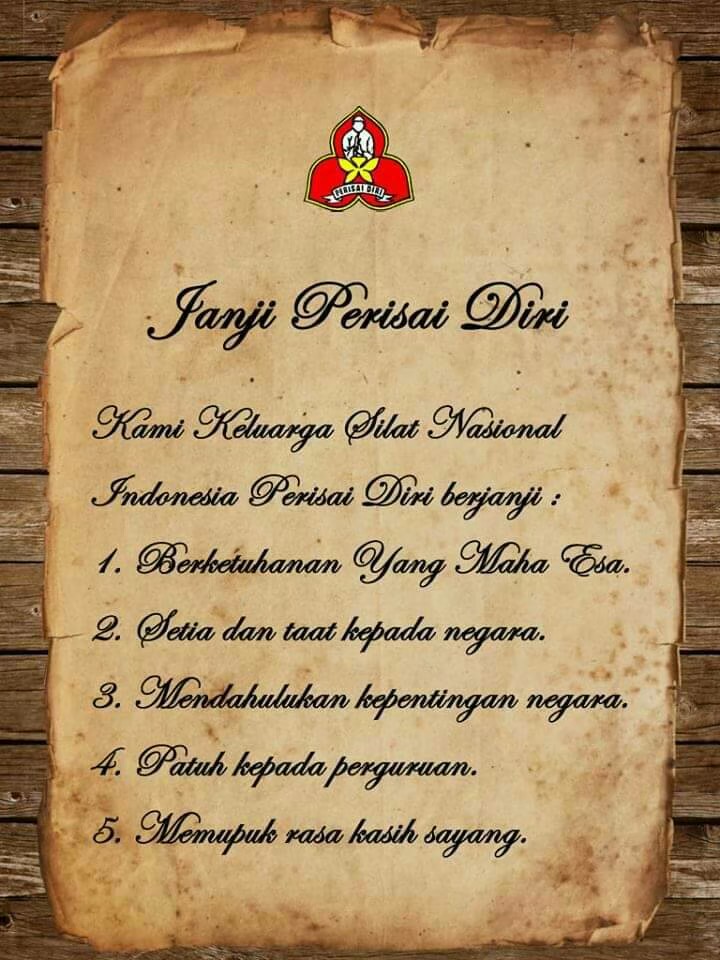 PERISAI DIRI
Janji Perisai Diri
Kami Keluarga Silat Nasional
Indonesia Perisai Diri berjanji :
1. Berketuhanan Yang Maha Esa.
2. Setia dan taat kepada negara.
3. Mendahulukan kepentingan negara.
4. Patuh kepada perguruan.
5. Memupuk rasa kasih sayang.